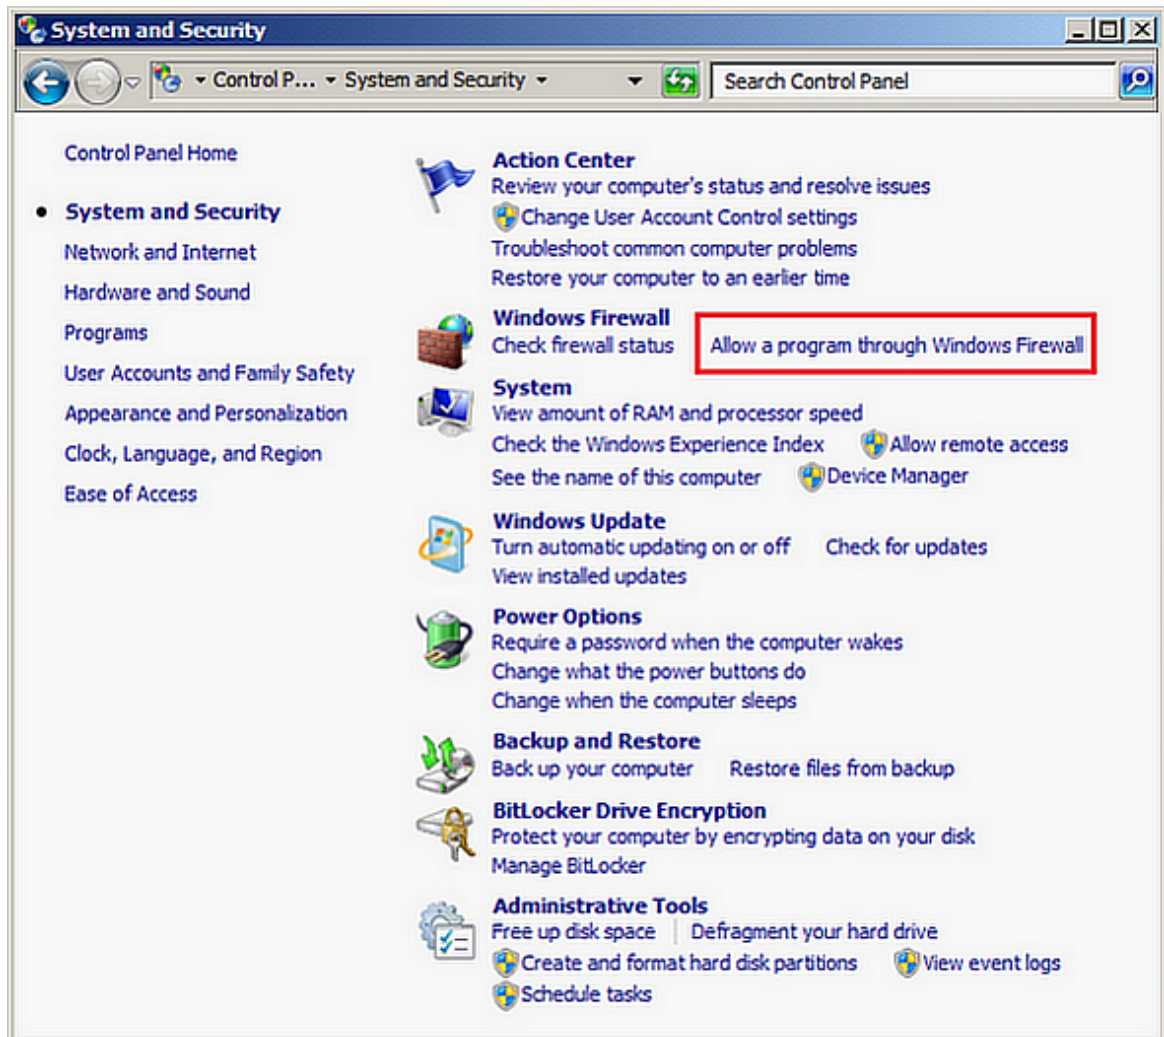 System and Security
Control P... System and Security
Search Control Panel
Control Panel Home
System and Security
Network and Internet
Hardware and Sound
Programs
User Accounts and Family Safety
Appearance and Personalization
Clock, Language, and Region
Ease of Access
Action Center
Review your computer's status and resolve issues
Change User Account Control settings
Troubleshoot common computer problems
Restore your computer to an earlier time
Windows Firewall
Check firewall status Allow a program through Windows Firewall
System
View amount of RAM and processor speed
Check the Windows Experience Index Allow remote access
See the name of this computer Device Manager
Windows Update
Turn automatic updating on or off Check for updates
View installed updates
Power Options
Require a password when the computer wakes
Change what the power buttons do
Change when the computer sleeps
Backup and Restore
Back up your computer Restore files from backup
BitLocker Drive Encryption
Protect your computer by encrypting data on your disk
Manage BitLocker
Administrative Tools
Free up disk space Defragment your hard drive
Create and format hard disk partitions View event logs
Schedule tasks